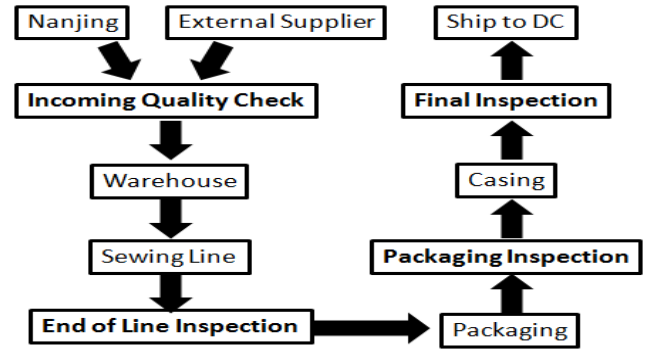 Nanjing
External Supplier
Incoming Quality Check
Warehouse
Sewing Line
End of Line Inspection
Packaging
Packaging Inspection
Casing
Final Inspection
Ship to DC